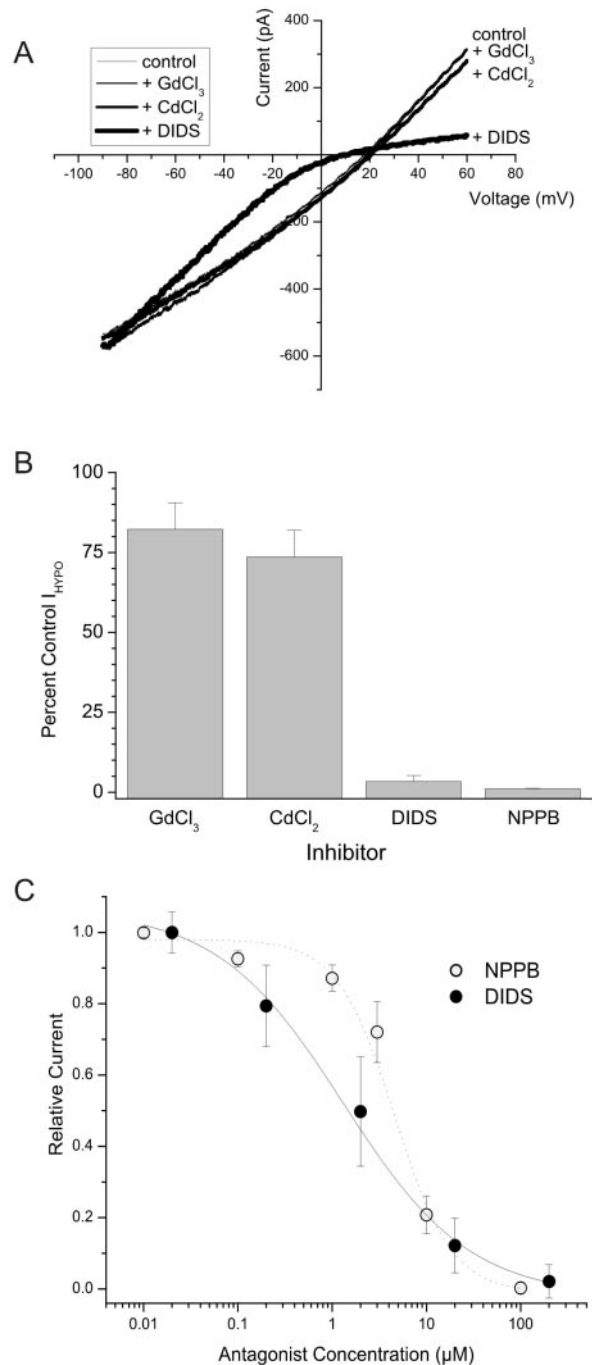 A
control
+ GdCl3
+ CdCl2
+ DIDS
Current (pA)
400
200
-200
-400
-600
control
+ GdCl3
+ CdCl2
+ DIDS
-100 -80 -60 -40 -20 20 40 60 80
Voltage (mV)
B
Percent Control IHYPO
100
75
50
25
0
GdCl3 CdCl2 DIDS NPPB
Inhibitor
C
Relative Current
1.0
0.8
0.6
0.4
0.2
0.0
NPPB
DIDS
0.01 0.1 1 10 100
Antagonist Concentration (µM)